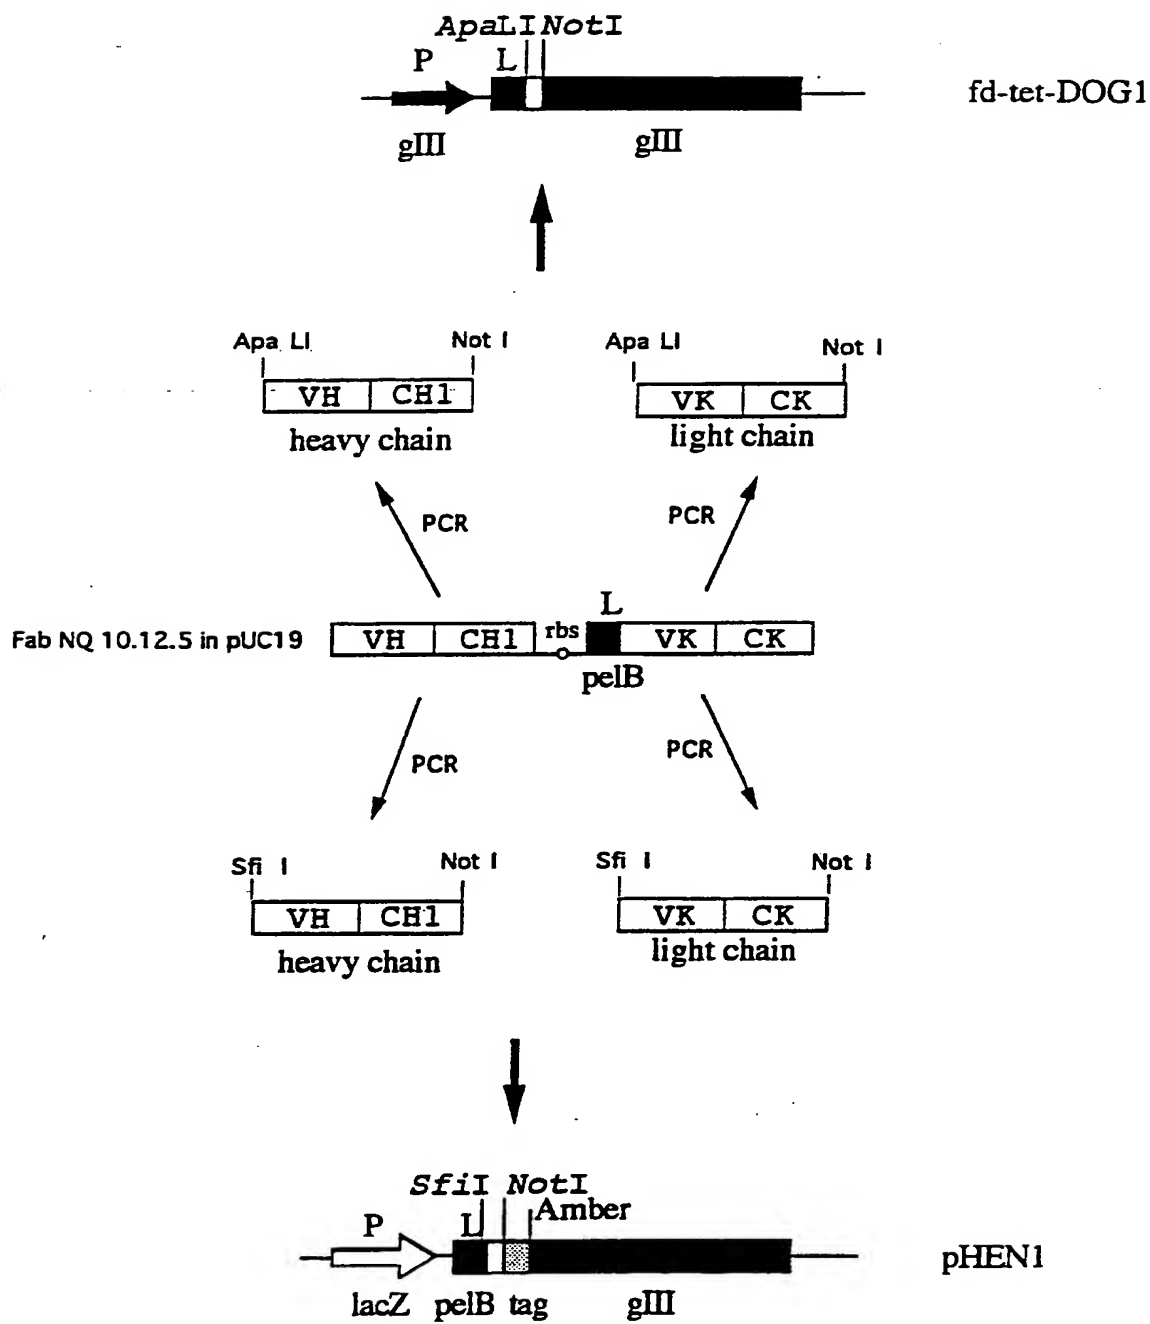 ApaLI NotI
P L
fd-tet-DOG1
gIII gIII
Apa LI Not I
VH CH1
heavy chain
Apa LI Not I
VK CK
light chain
PCR PCR
L
Fab NQ 10.12.5 in pUC19 VH CH1 rbs VK CK
pelB
PCR PCR
Sfi I Not I
VH CH1
heavy chain
Sfi I Not I
VK CK
light chain
SfiI NotI
P L Amber
pHEN1
lacZ pelB tag gIII